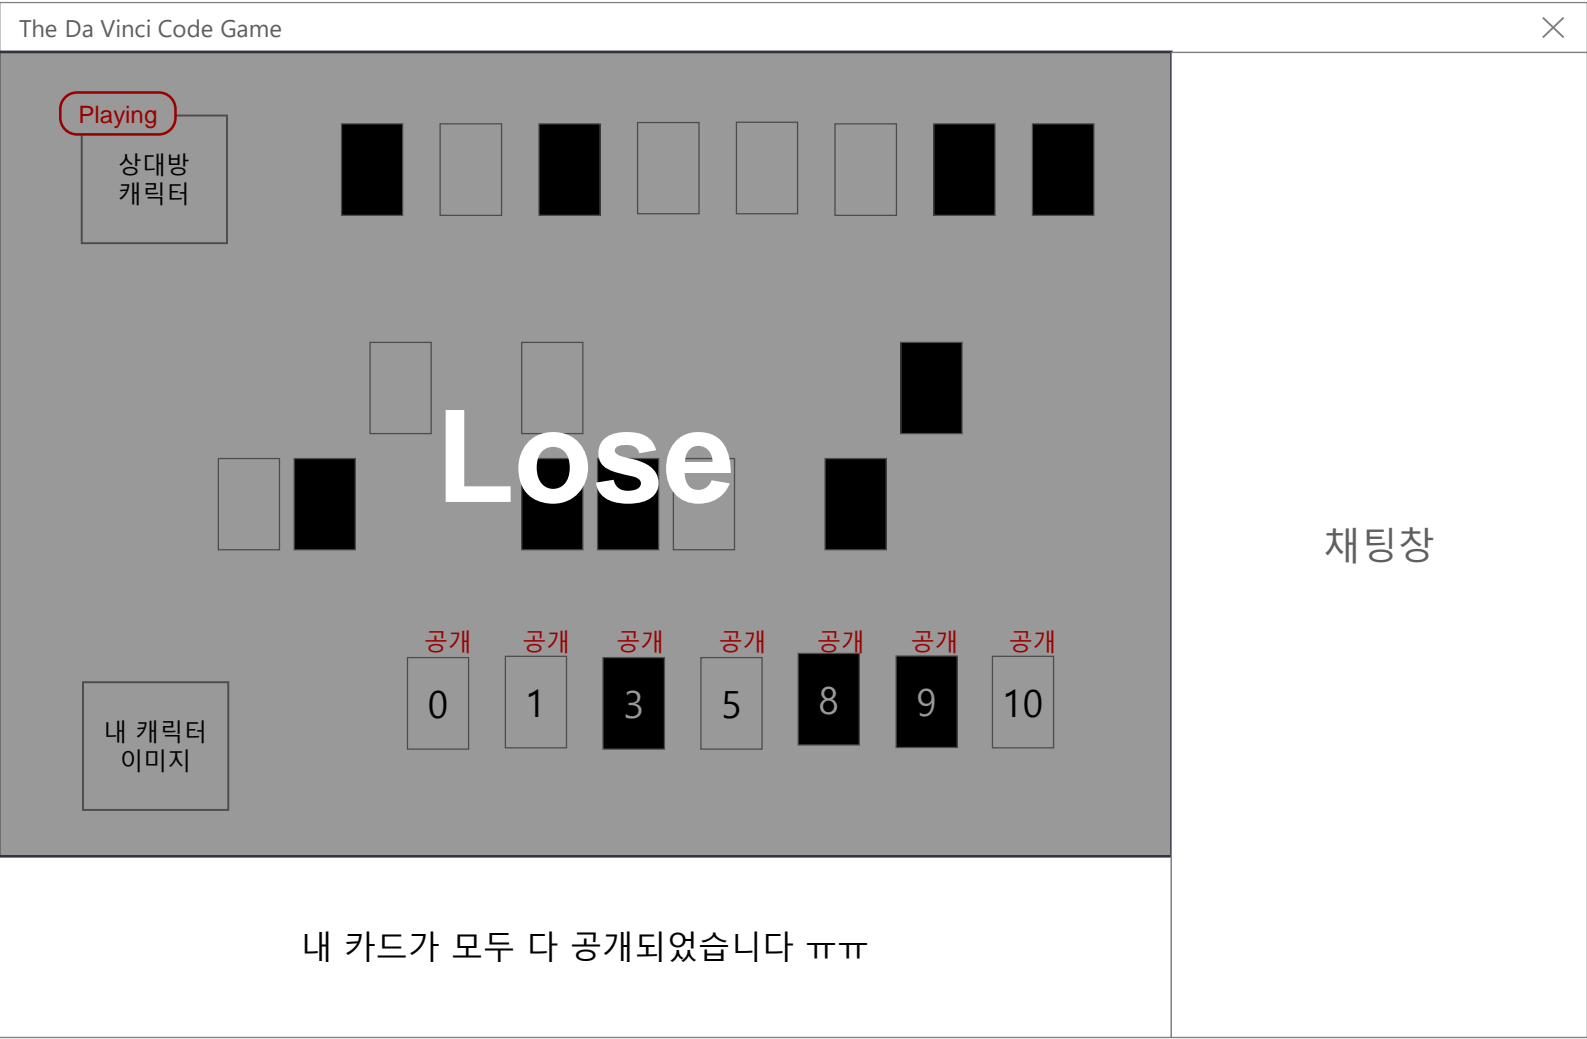 The Da Vinci Code Game
Playing
상대방
캐릭터
Lose
공개 공개 공개 공개 공개 공개 공개
0 1 3 5 8 9 10
내 캐릭터
이미지
채팅창
내 카드가 모두 다 공개되었습니다 ㅠㅠ